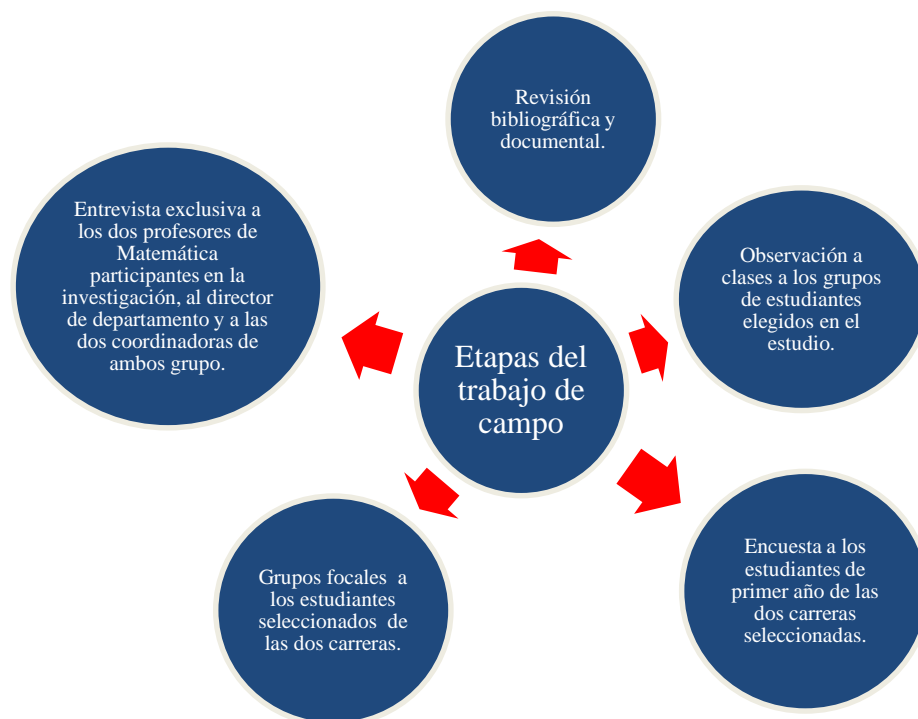 Revisión
bibliográfica y
documental.
Entrevista exclusiva a
los dos profesores de
Matemática
participantes en la
investigación, al director
de departamento y a las
dos coordinadoras de
ambos grupo.
Observación a
clases a los grupos
de estudiantes
elegidos en el
estudio.
Etapas del
trabajo de
campo
Grupos focales a
los estudiantes
seleccionados de
las dos carreras.
Encuesta a los
estudiantes de
primer año de las
dos carreras
seleccionadas.